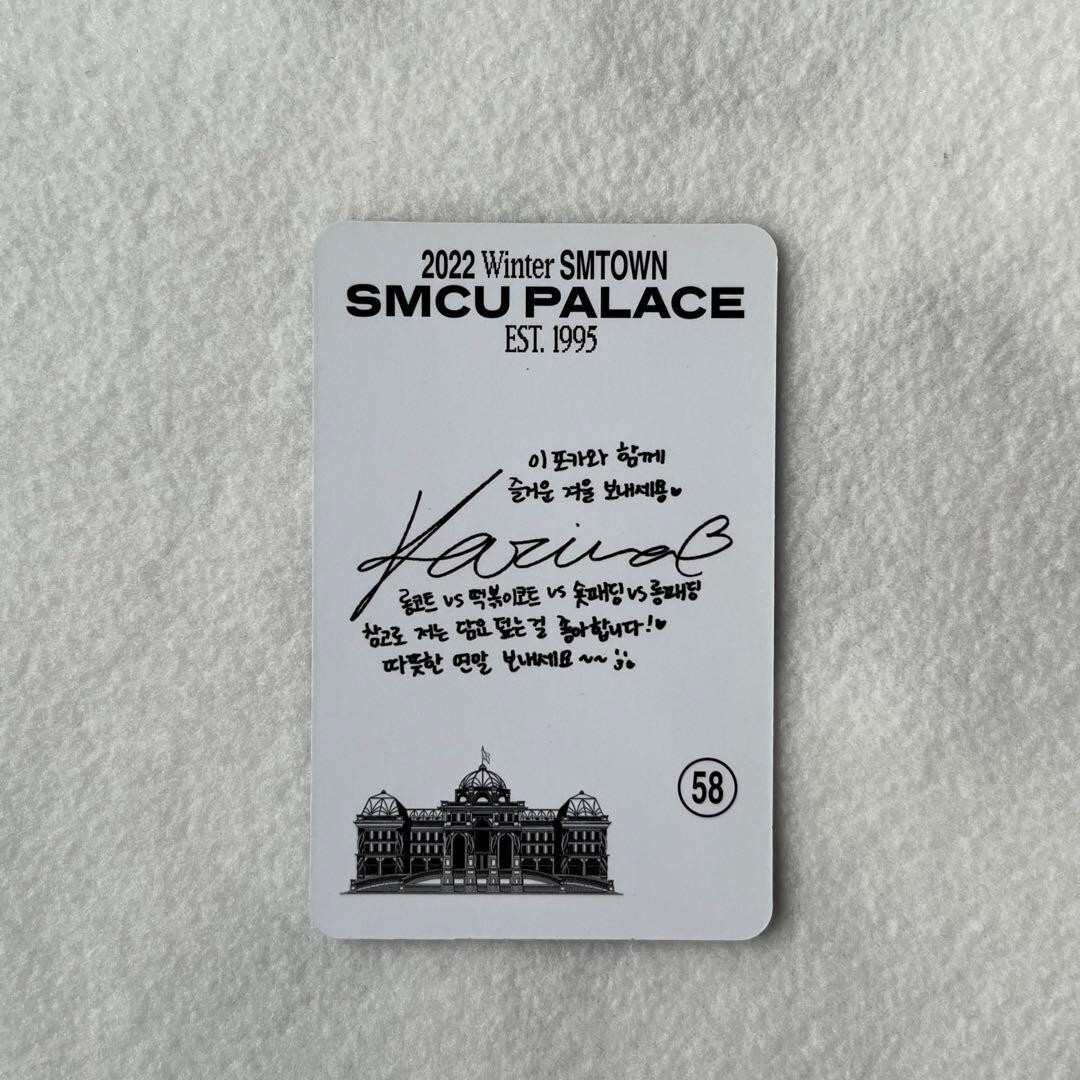 2022 Winter SMTOWN
SMCU PALACE
EST. 1995
이 포카와 함께
즐거운 겨울 보내세용♥
Karina
롱코트 vs 떡볶이코트 vs 숏패딩 vs 롱패딩
참고로 저는 담요 덮는걸 좋아합니다!♥
따뜻한 연말 보내세요~~
58